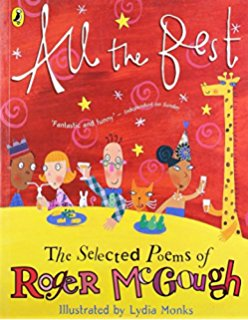 All the Best
'Fantastic and funny' – Independent on Sunday
The Selected Poems of
Roger McGough
Illustrated by Lydia Monks